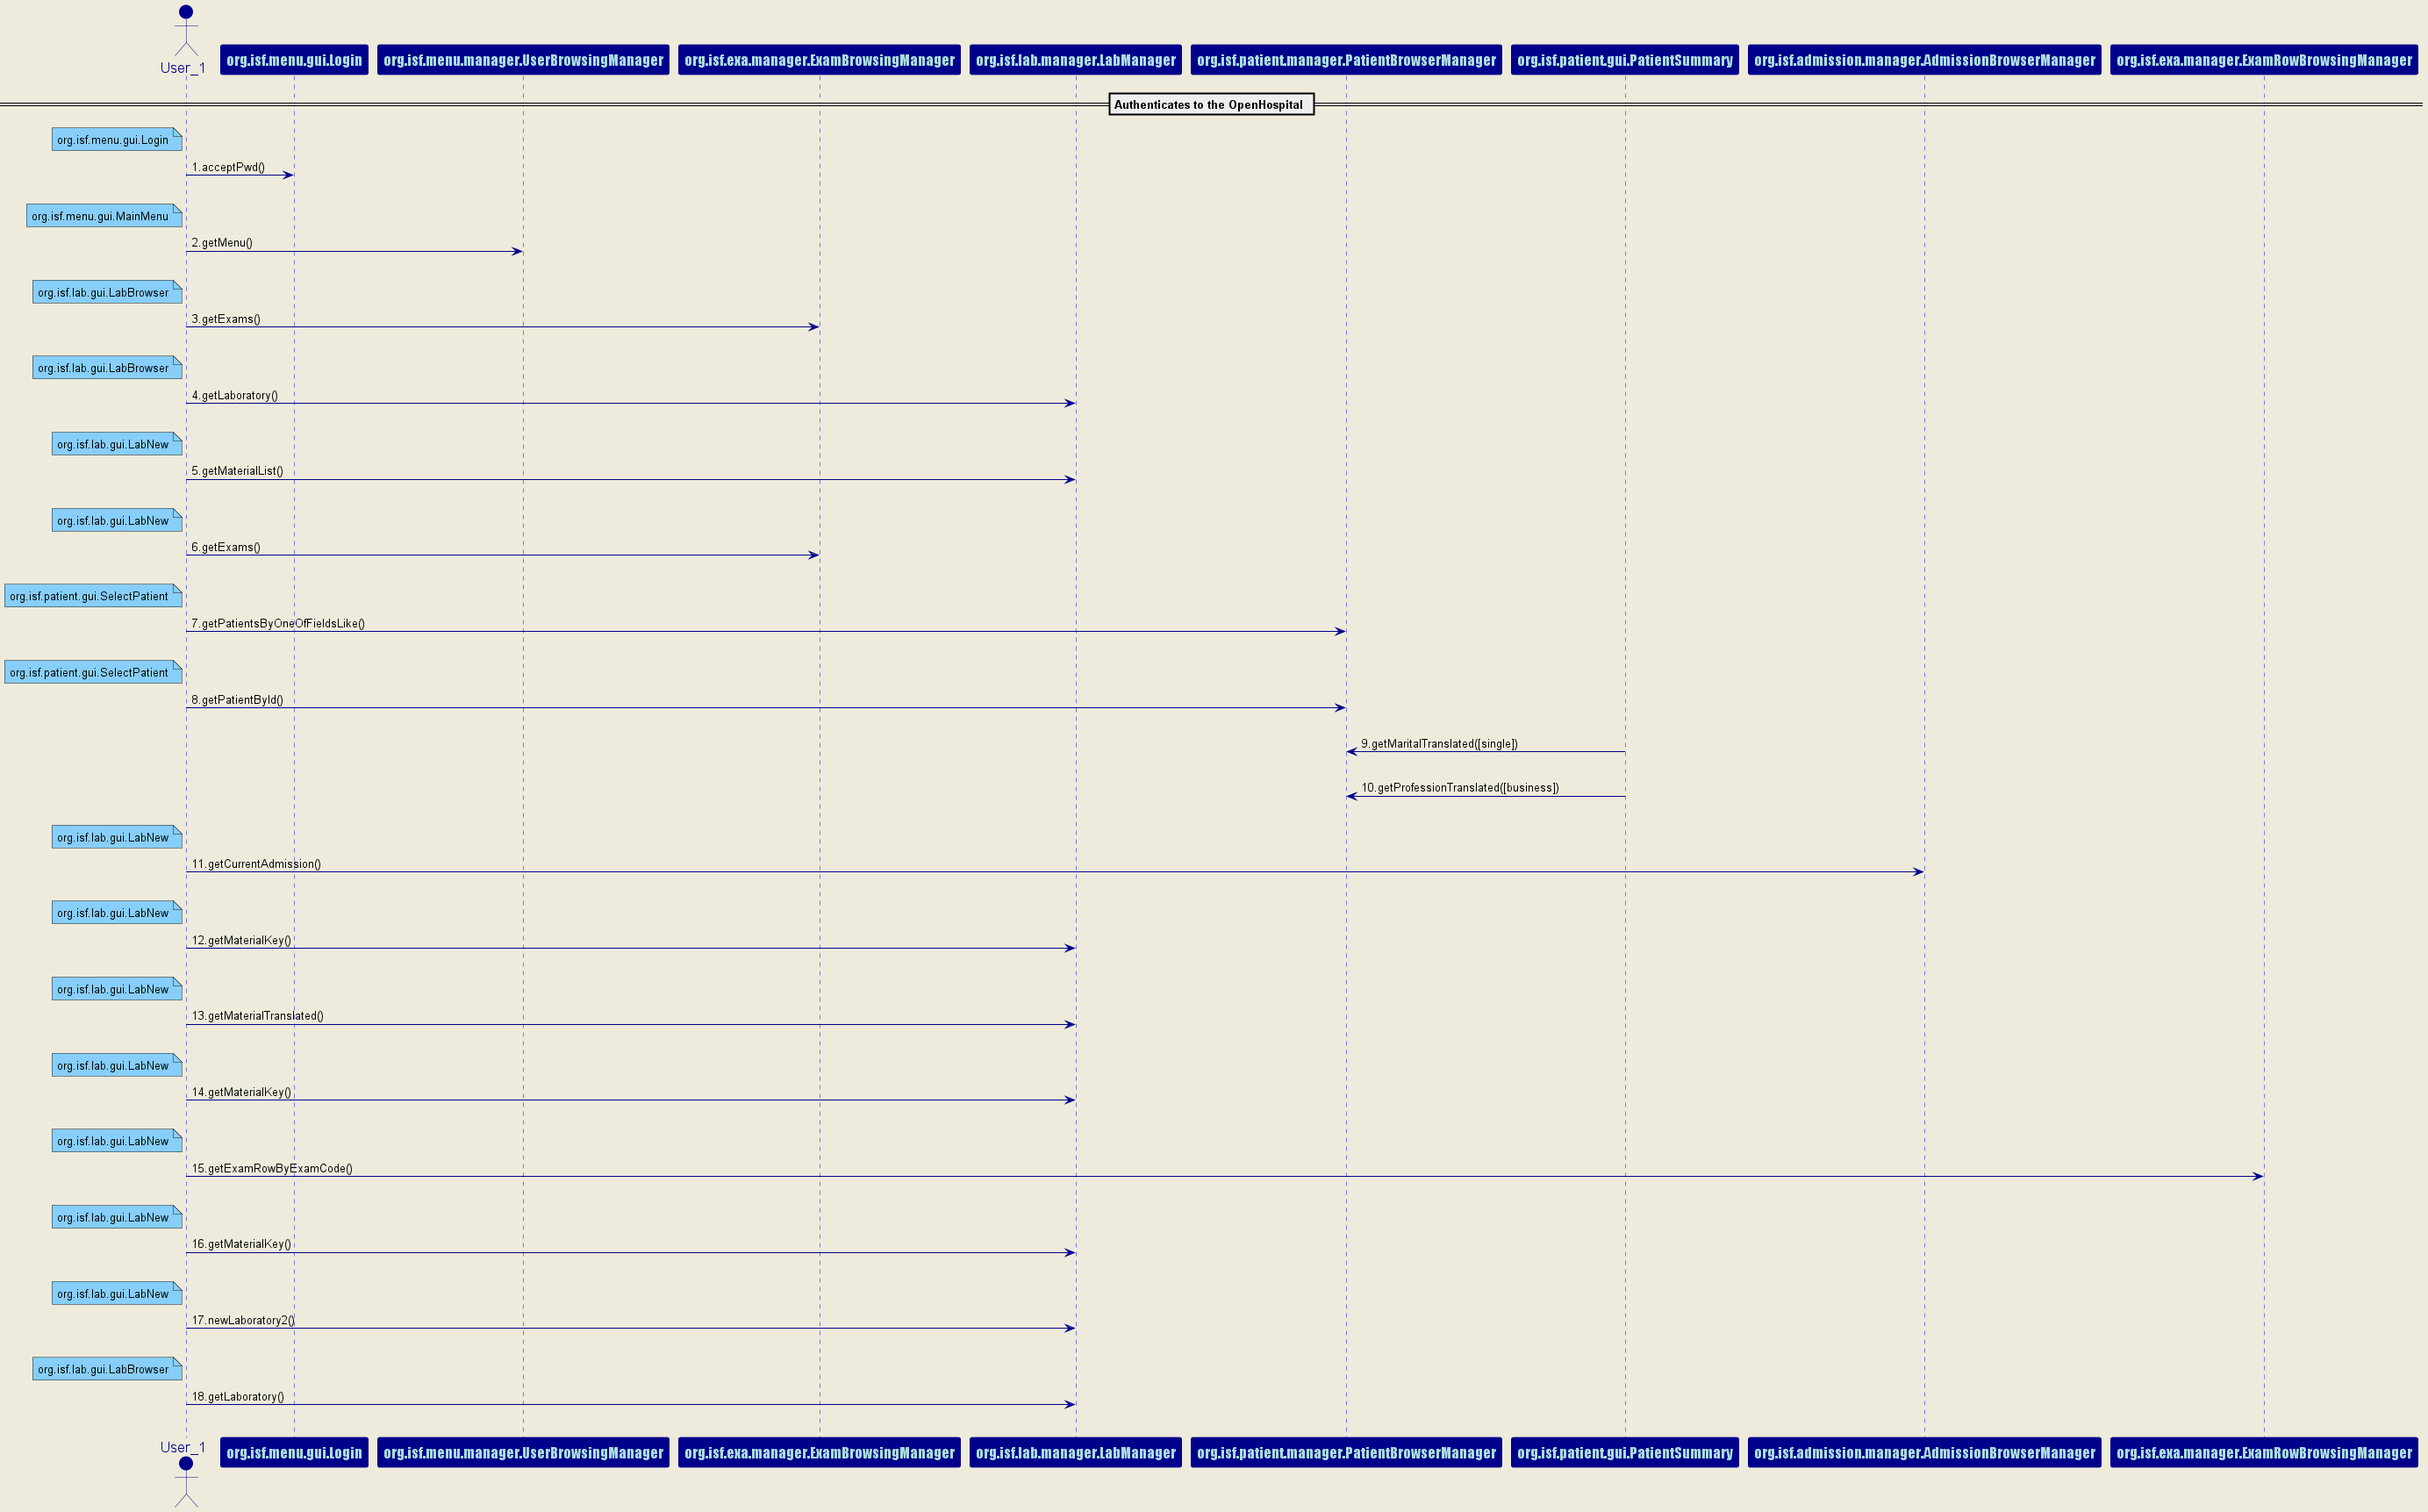 User_1
org.isf.menu.gui.Login
org.isf.menu.manager.UserBrowsingManager
org.isf.exa.manager.ExamBrowsingManager
org.isf.lab.manager.LabManager
org.isf.patient.manager.PatientBrowserManager
org.isf.patient.gui.PatientSummary
org.isf.admission.manager.AdmissionBrowserManager
org.isf.exa.manager.ExamRowBrowsingManager
Authenticates to the OpenHospital
org.isf.menu.gui.Login
1.acceptPwd()
org.isf.menu.gui.MainMenu
2.getMenu()
org.isf.lab.gui.LabBrowser
3.getExams()
org.isf.lab.gui.LabBrowser
4.getLaboratory()
org.isf.lab.gui.LabNew
5.getMaterialList()
org.isf.lab.gui.LabNew
6.getExams()
org.isf.patient.gui.SelectPatient
7.getPatientsByOneOfFieldsLike()
org.isf.patient.gui.SelectPatient
8.getPatientById()
9.getMaritalTranslated([single])
10.getProfessionTranslated([business])
org.isf.lab.gui.LabNew
11.getCurrentAdmission()
org.isf.lab.gui.LabNew
12.getMaterialKey()
org.isf.lab.gui.LabNew
13.getMaterialTranslated()
org.isf.lab.gui.LabNew
14.getMaterialKey()
org.isf.lab.gui.LabNew
15.getExamRowByExamCode()
org.isf.lab.gui.LabNew
16.getMaterialKey()
org.isf.lab.gui.LabNew
17.newLaboratory2()
org.isf.lab.gui.LabBrowser
18.getLaboratory()
User_1
org.isf.menu.gui.Login
org.isf.menu.manager.UserBrowsingManager
org.isf.exa.manager.ExamBrowsingManager
org.isf.lab.manager.LabManager
org.isf.patient.manager.PatientBrowserManager
org.isf.patient.gui.PatientSummary
org.isf.admission.manager.AdmissionBrowserManager
org.isf.exa.manager.ExamRowBrowsingManager